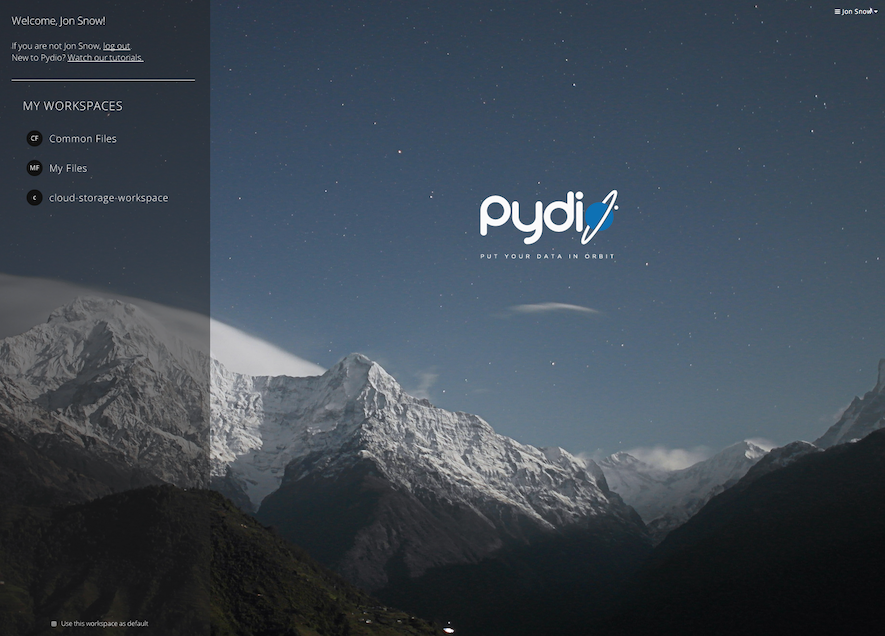 Welcome, Jon Snow!
Jon Snow
If you are not Jon Snow, log out.
New to Pydio? Watch our tutorials.
MY WORKSPACES
CF Common Files
MF My Files
c cloud-storage-workspace
pydio
PUT YOUR DATA IN ORBIT
Use this workspace as default